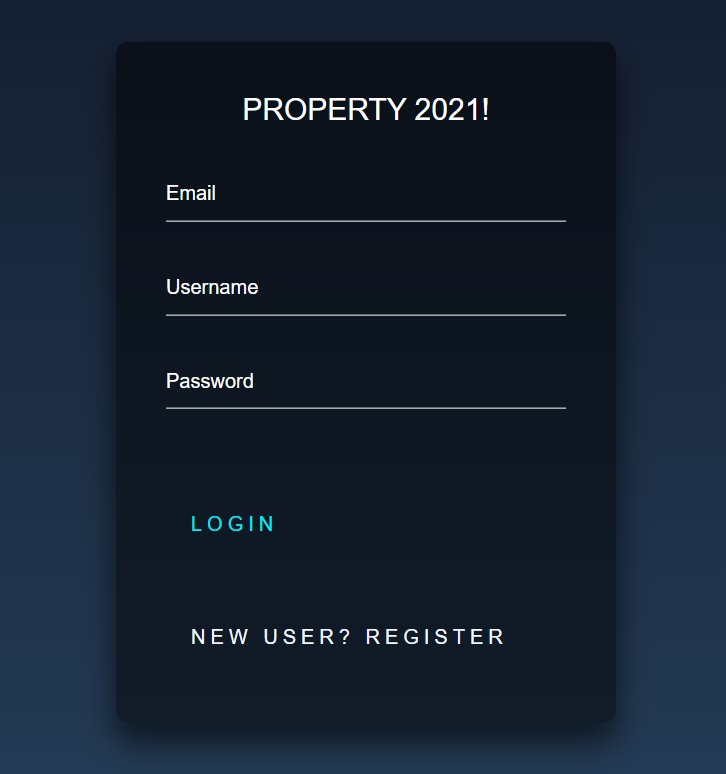 PROPERTY 2021!
Email
Username
Password
LOGIN
NEW USER? REGISTER